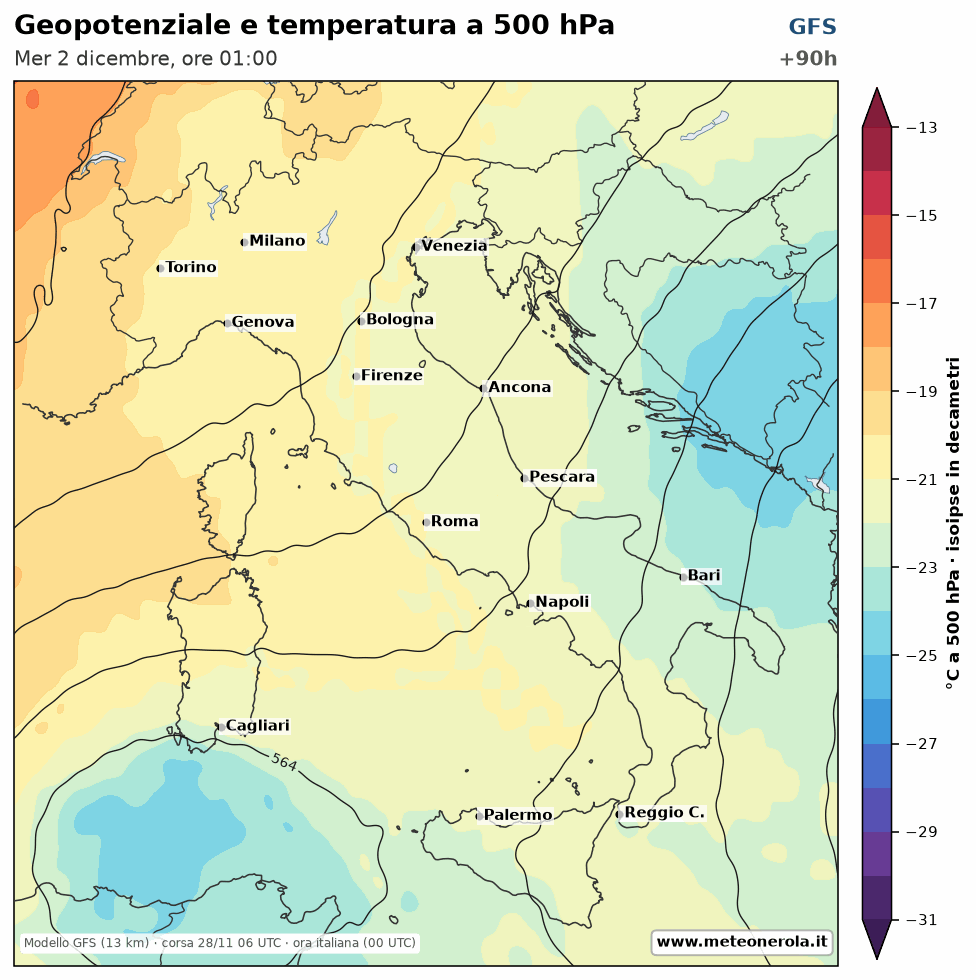 Geopotenziale e temperatura a 500 hPa
GFS
Mer 2 dicembre, ore 01:00
+90h
−13
−15
−17
−19
−21
−23
−25
−27
−29
−31
°C a 500 hPa · isoipse in decametri
Milano
Venezia
Torino
Genova
Bologna
Firenze
Ancona
Pescara
Roma
Bari
Napoli
Cagliari
564
Palermo
Reggio C.
Modello GFS (13 km) · corsa 28/11 06 UTC · ora italiana (00 UTC)
www.meteonerola.it